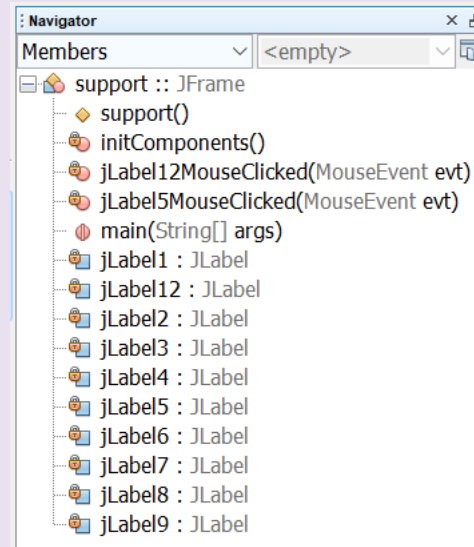 Navigator
Members <empty>
support :: JFrame
support()
initComponents()
jLabel12MouseClicked(MouseEvent evt)
jLabel5MouseClicked(MouseEvent evt)
main(String[] args)
jLabel1 : JLabel
jLabel12 : JLabel
jLabel2 : JLabel
jLabel3 : JLabel
jLabel4 : JLabel
jLabel5 : JLabel
jLabel6 : JLabel
jLabel7 : JLabel
jLabel8 : JLabel
jLabel9 : JLabel